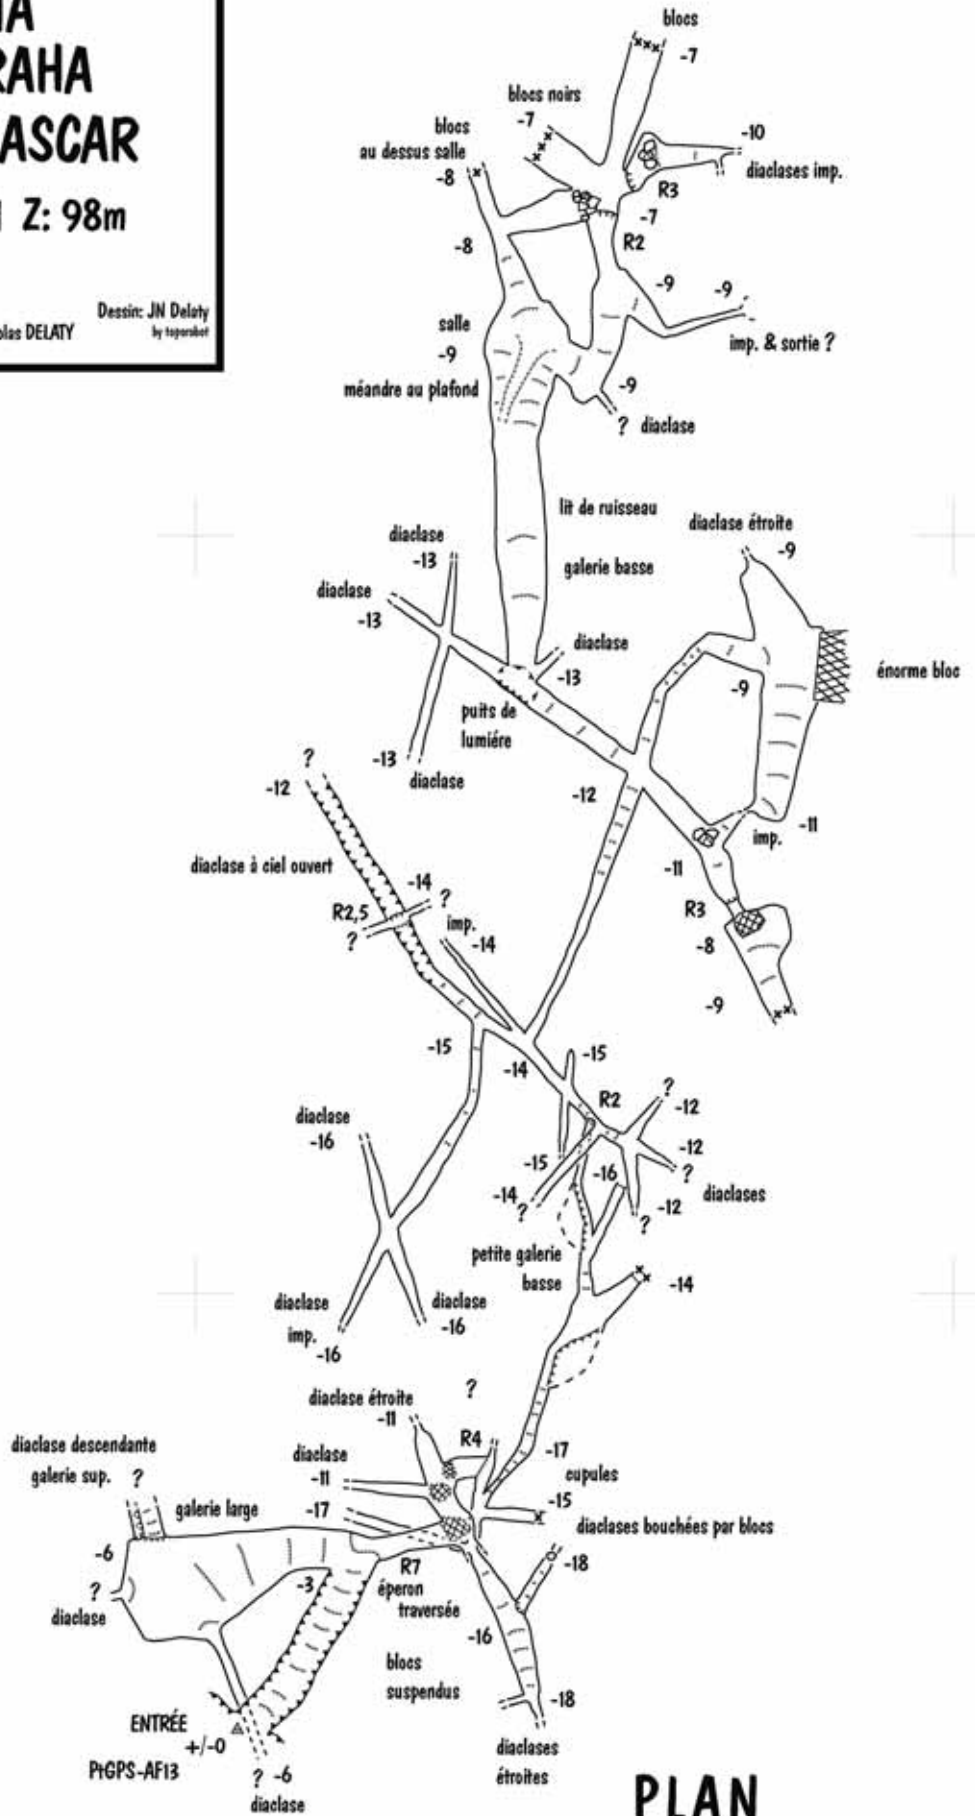 RAHA
ASCAR
Z: 98m
Dessin: JN Delaty
by toporobot
olas DELATY
blocs
-7
blocs noirs
-7
-10
diaclases imp.
blocs
au dessus salle
-8
R3
-7
R2
-8
-9
-9
imp. & sortie ?
salle
-9
méandre au plafond
-9
? diaclase
lit de ruisseau
diaclase étroite
-9
diaclase
-13
galerie basse
diaclase
-13
diaclase
-13
énorme bloc
-9
puits de
lumiére
-13
diaclase
?
-12
-12
-11
imp.
diaclase à ciel ouvert
-11
-14
?
R2,5
?
imp.
-14
R3
-8
-9
-15
-14
-15
R2
?
-12
diaclase
-16
-15
-16
-12
?
-14
?
-12
?
diaclases
petite galerie
basse
-14
diaclase
imp.
-16
diaclase
-16
?
diaclase étroite
-11
R4
-17
cupules
diaclase descendante
galerie sup. ?
diaclase
-11
-17
-15
galerie large
diaclases bouchées par blocs
-18
-6
?
diaclase
-3
R7
éperon
traversée
-16
blocs
suspendus
-18
ENTRÉE
+/-0
PtGPS-AF13
? -6
diaclase
diaclases
étroites
PLAN